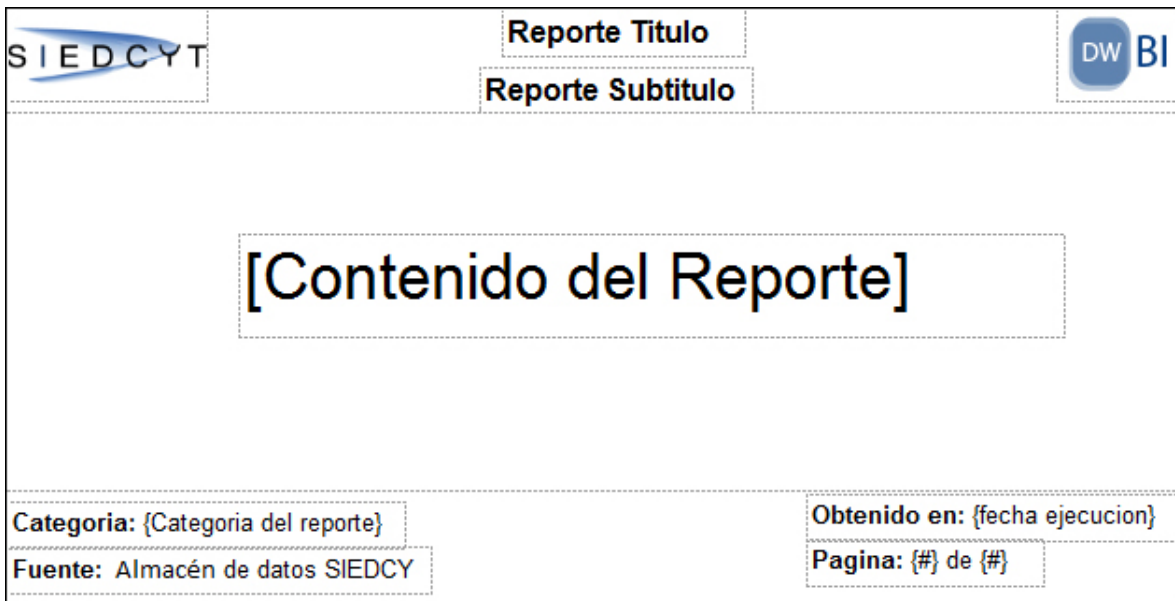 SIEDCYT
Reporte Titulo
DW BI
Reporte Subtitulo
[Contenido del Reporte]
Categoria: {Categoria del reporte}
Obtenido en: {fecha ejecucion}
Fuente: Almacén de datos SIEDCY
Pagina: {#} de {#}